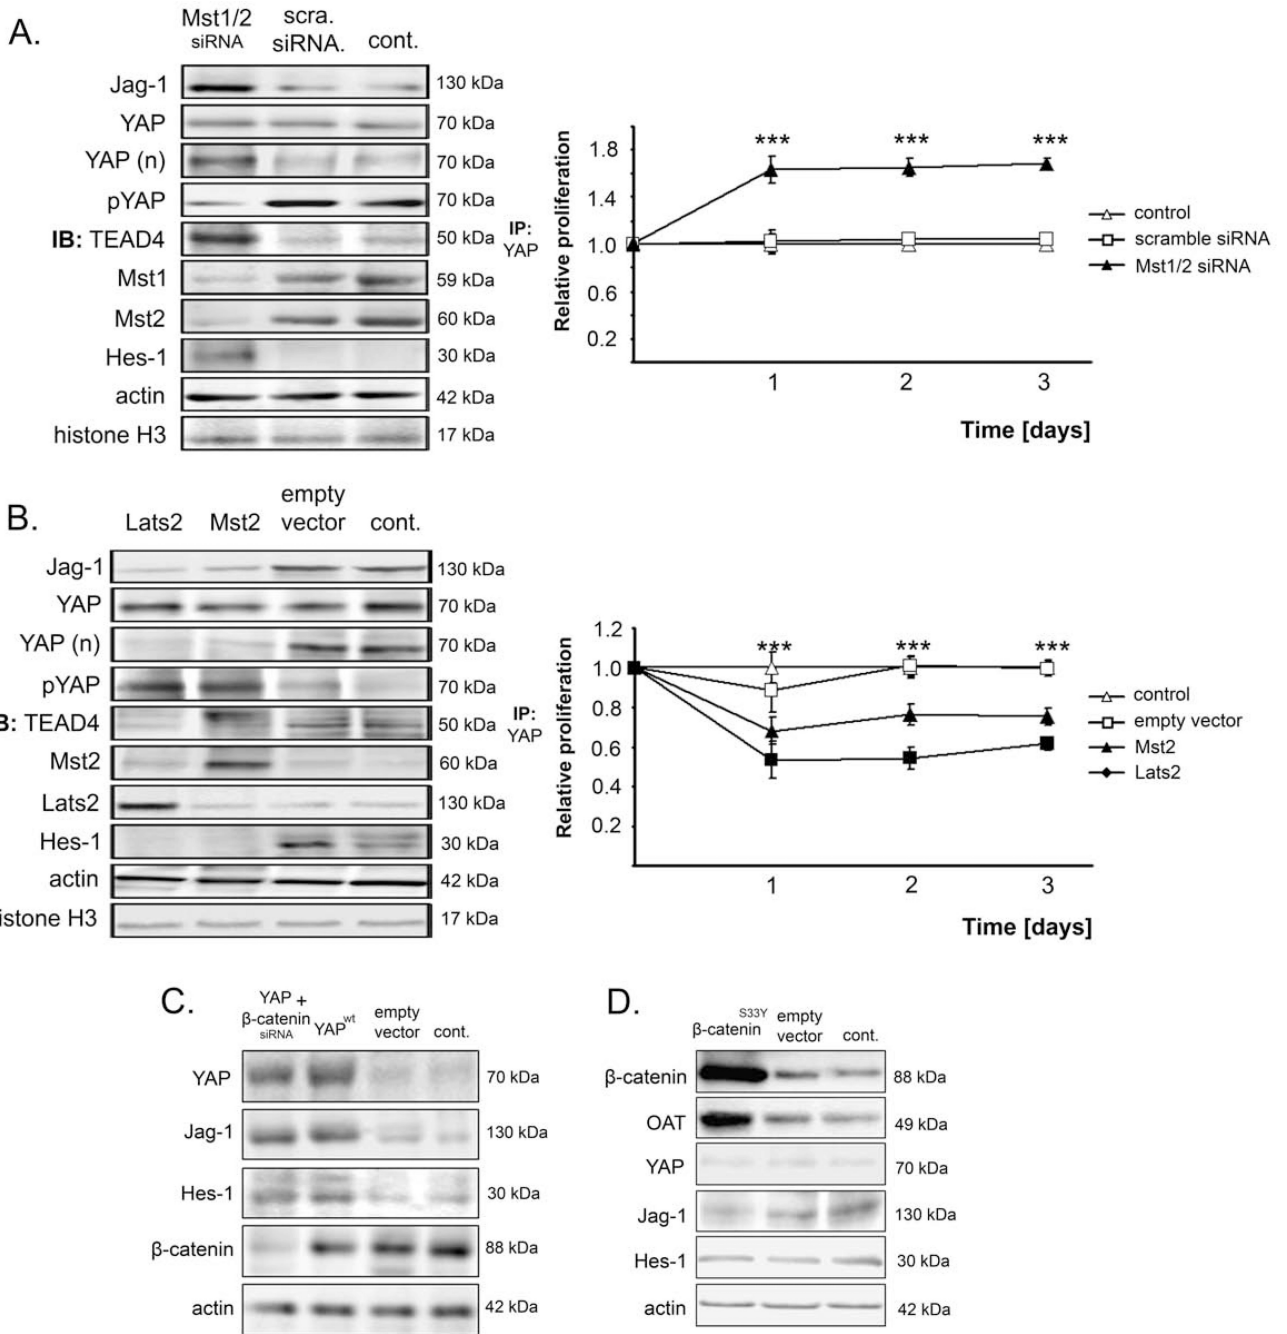 A.
Mst1/2
siRNA
scra.
siRNA.
cont.
Jag-1
130 kDa
YAP
70 kDa
YAP (n)
70 kDa
pYAP
70 kDa
IB: TEAD4
50 kDa
IP:
YAP
Mst1
59 kDa
Mst2
60 kDa
Hes-1
30 kDa
actin
42 kDa
histone H3
17 kDa
Relative proliferation
1.8
1.4
1.0
0.6
0.2
***
***
***
1
2
3
Time [days]
control
scramble siRNA
Mst1/2 siRNA
B.
Lats2
Mst2
empty
vector
cont.
Jag-1
130 kDa
YAP
70 kDa
YAP (n)
70 kDa
pYAP
70 kDa
B: TEAD4
50 kDa
IP:
YAP
Mst2
60 kDa
Lats2
130 kDa
Hes-1
30 kDa
actin
42 kDa
istone H3
17 kDa
Relative proliferation
1.2
1.0
0.8
0.6
0.4
0.2
***
***
***
1
2
3
Time [days]
control
empty vector
Mst2
Lats2
C.
YAP +
β-catenin
siRNA
YAPwt
empty
vector
cont.
YAP
70 kDa
Jag-1
130 kDa
Hes-1
30 kDa
β-catenin
88 kDa
actin
42 kDa
D.
S33Y
β-catenin
empty
vector
cont.
β-catenin
88 kDa
OAT
49 kDa
YAP
70 kDa
Jag-1
130 kDa
Hes-1
30 kDa
actin
42 kDa